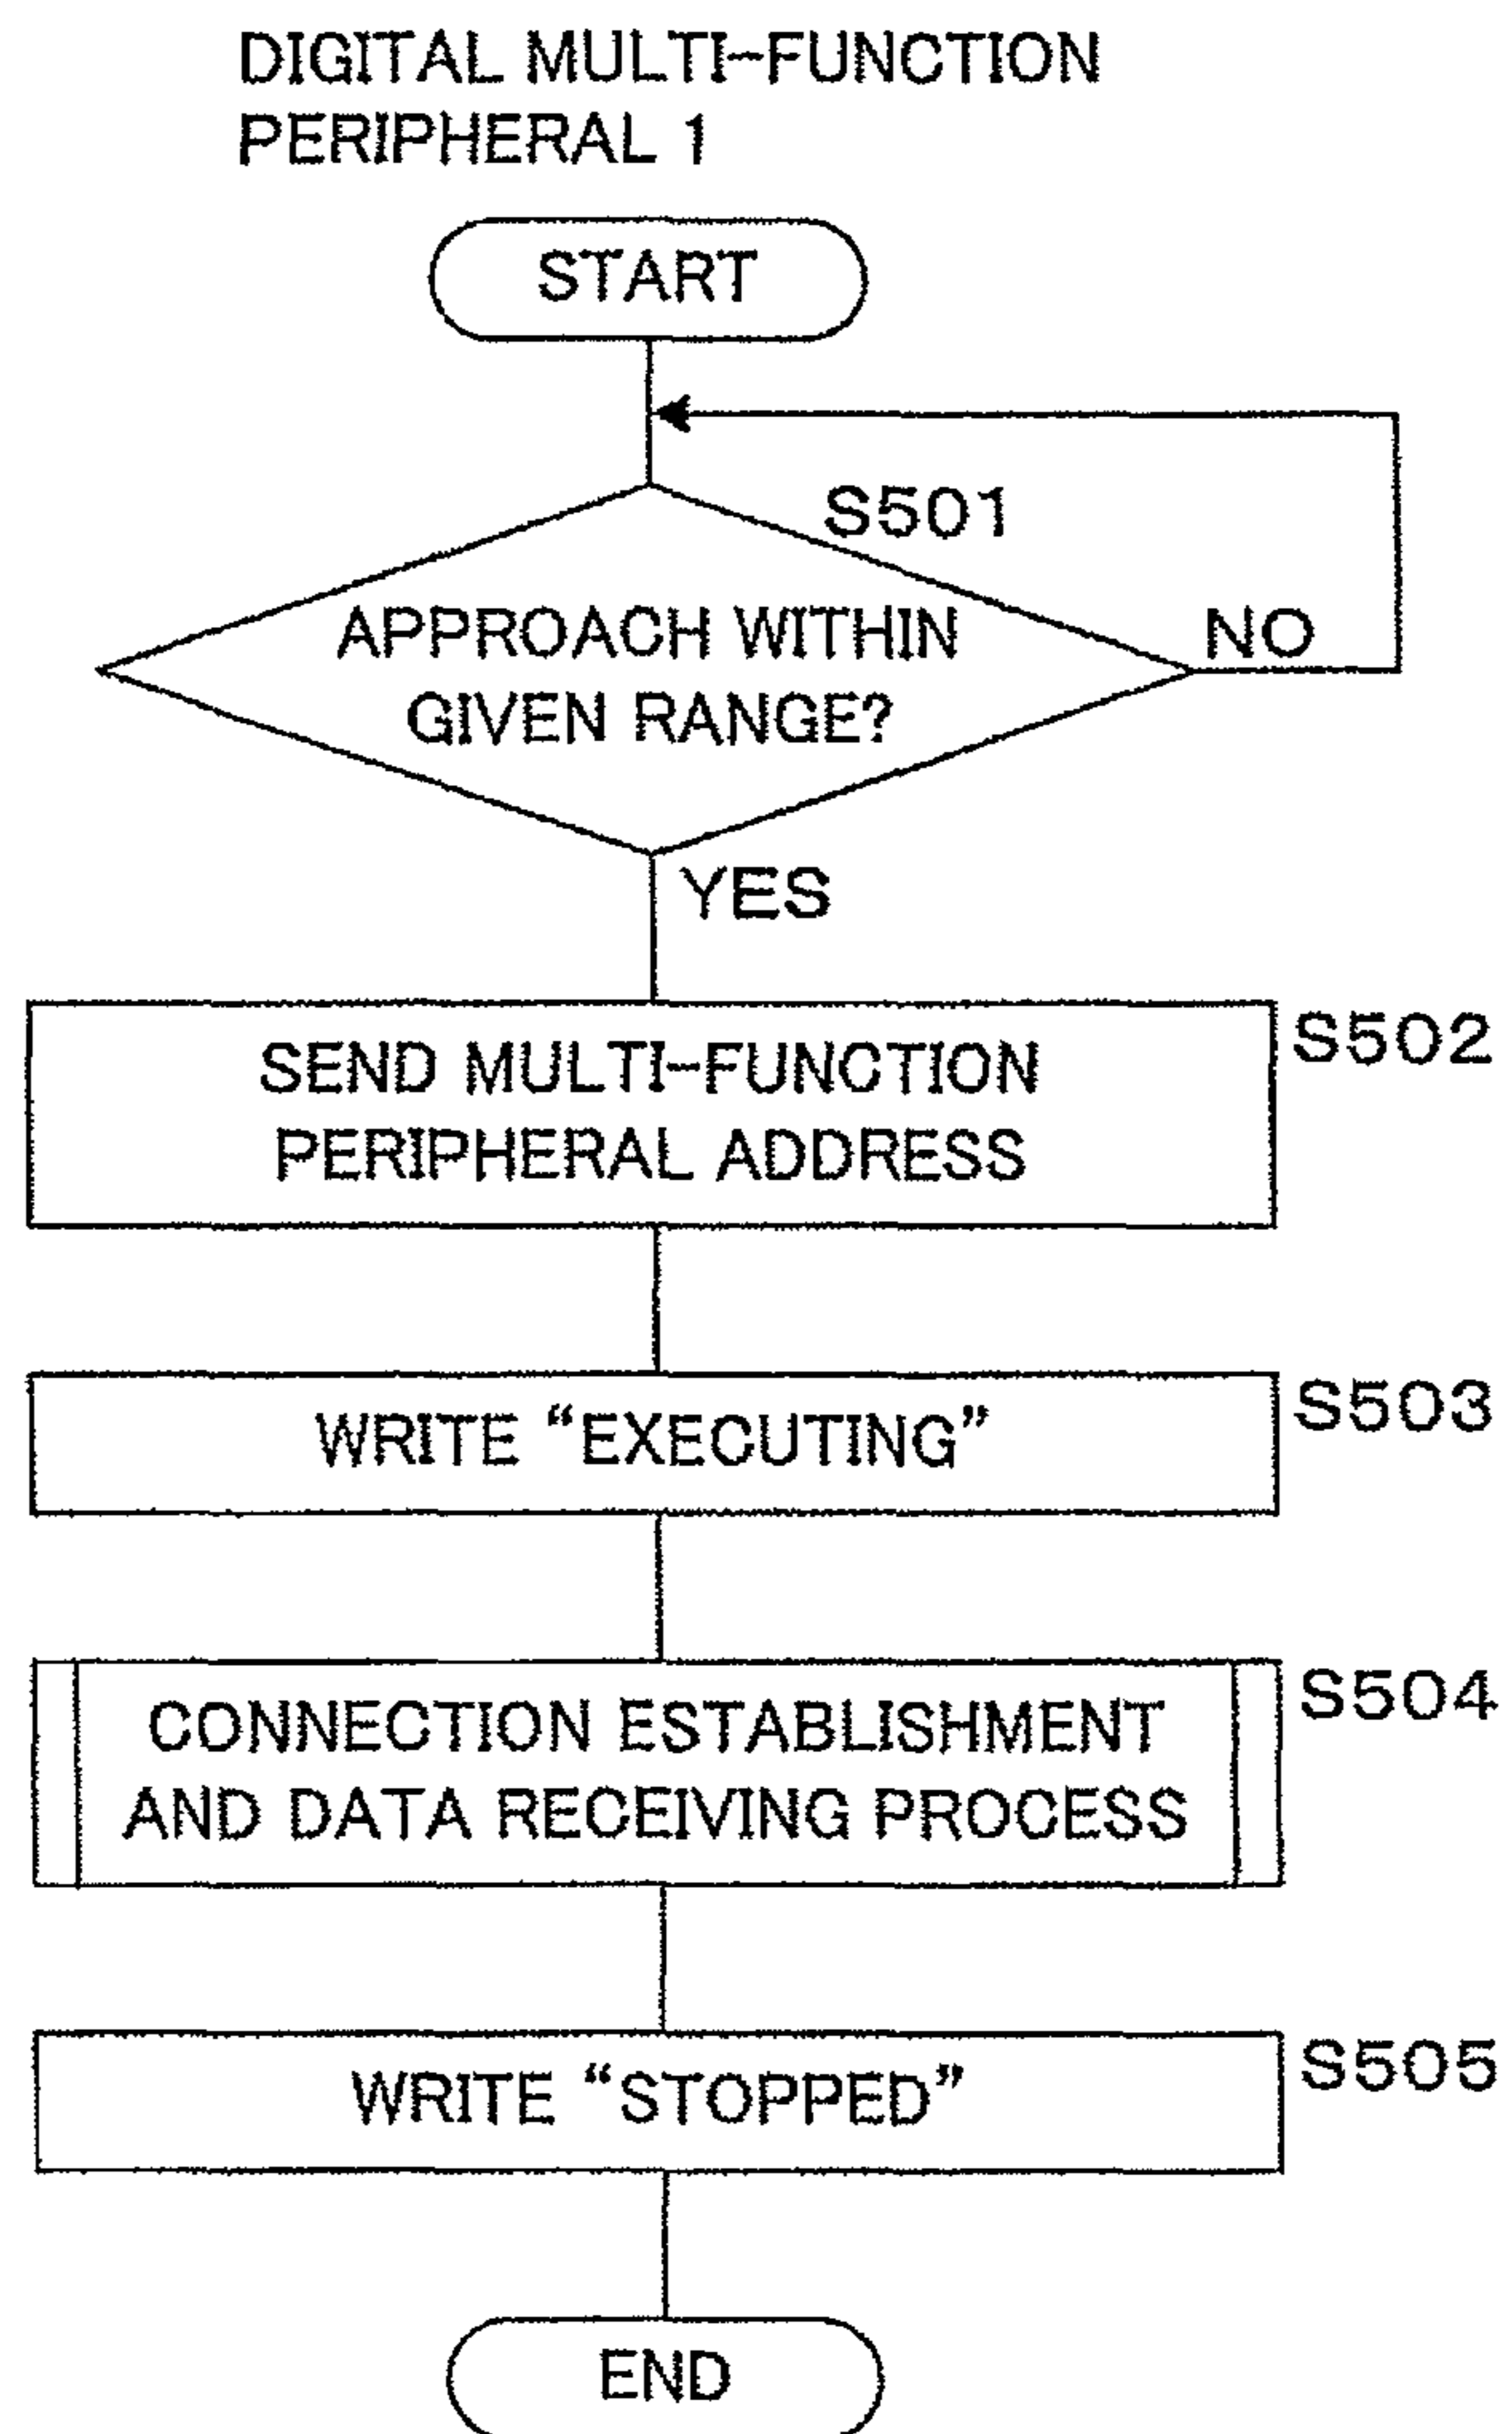 DIGITAL MULTI-FUNCTION
PERIPHERAL 1
START
S501
APPROACH WITHIN
GIVEN RANGE?
NO
YES
S502
SEND MULTI-FUNCTION
PERIPHERAL ADDRESS
S503
WRITE “EXECUTING”
S504
CONNECTION ESTABLISHMENT
AND DATA RECEIVING PROCESS
S505
WRITE “STOPPED”
END